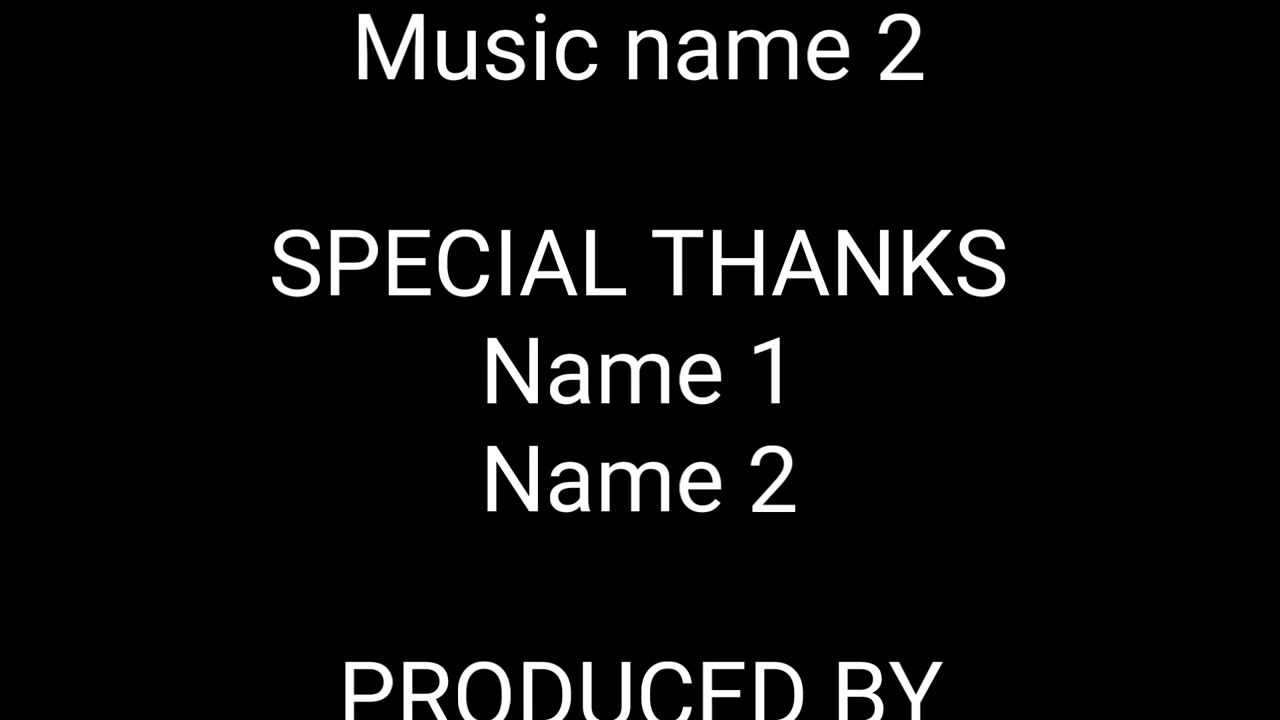 Music name 2
SPECIAL THANKS
Name 1
Name 2
PRODUCED BY